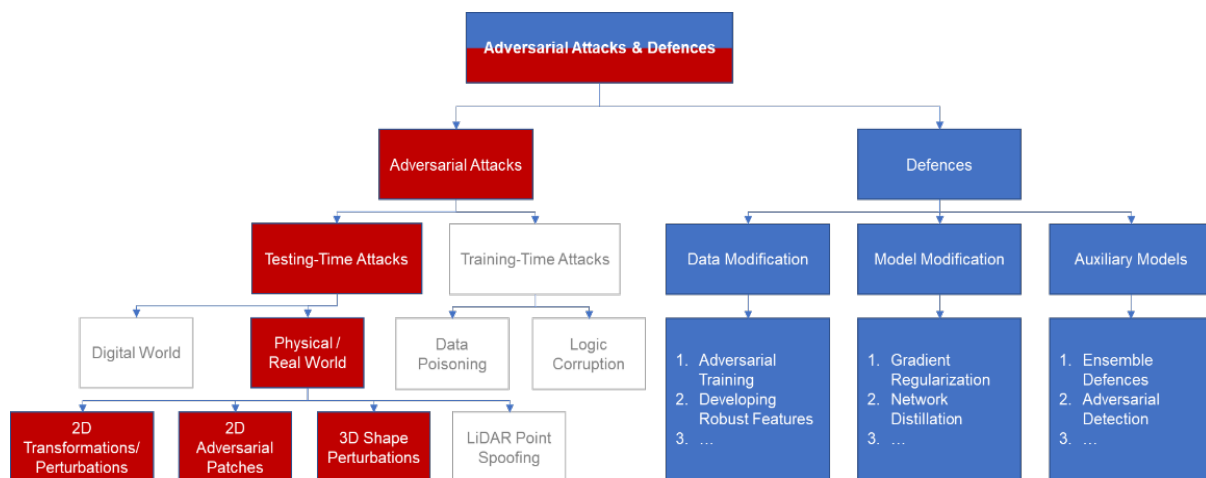 Adversarial Attacks & Defences
Adversarial Attacks
Defences
Testing-Time Attacks
Training-Time Attacks
Data Modification
Model Modification
Auxiliary Models
Digital World
Physical /
Real World
Data
Poisoning
Logic
Corruption
1. Adversarial
Training
2. Developing
Robust Features
3. …
1. Gradient
Regularization
2. Network
Distillation
3. …
1. Ensemble
Defences
2. Adversarial
Detection
3. …
2D
Transformations/
Perturbations
2D
Adversarial
Patches
3D Shape
Perturbations
LiDAR Point
Spoofing